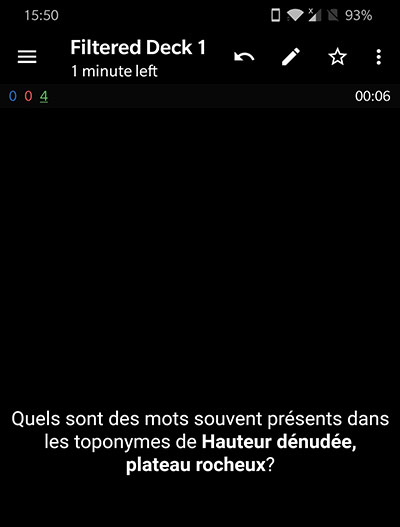 15:50 93%
Filtered Deck 1
1 minute left
0 0 4 00:06
Quels sont des mots souvent présents dans
les toponymes de Hauteur dénudée,
plateau rocheux?